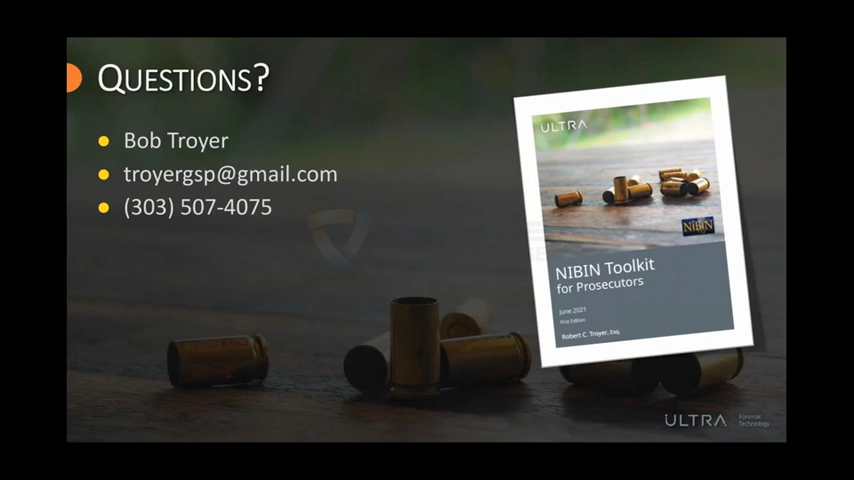 QUESTIONS?
Bob Troyer
troyergsp@gmail.com
(303) 507-4075
ULTRA
NIBIN
NIBIN Toolkit
for Prosecutors
June 2021
First Edition
Robert C. Troyer, Esq.
ULTRA
Forensic
Technology